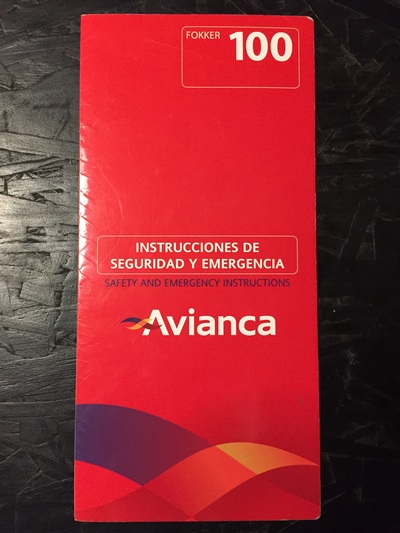 FOKKER 100
INSTRUCCIONES DE
SEGURIDAD Y EMERGENCIA
SAFETY AND EMERGENCY INSTRUCTIONS
Avianca